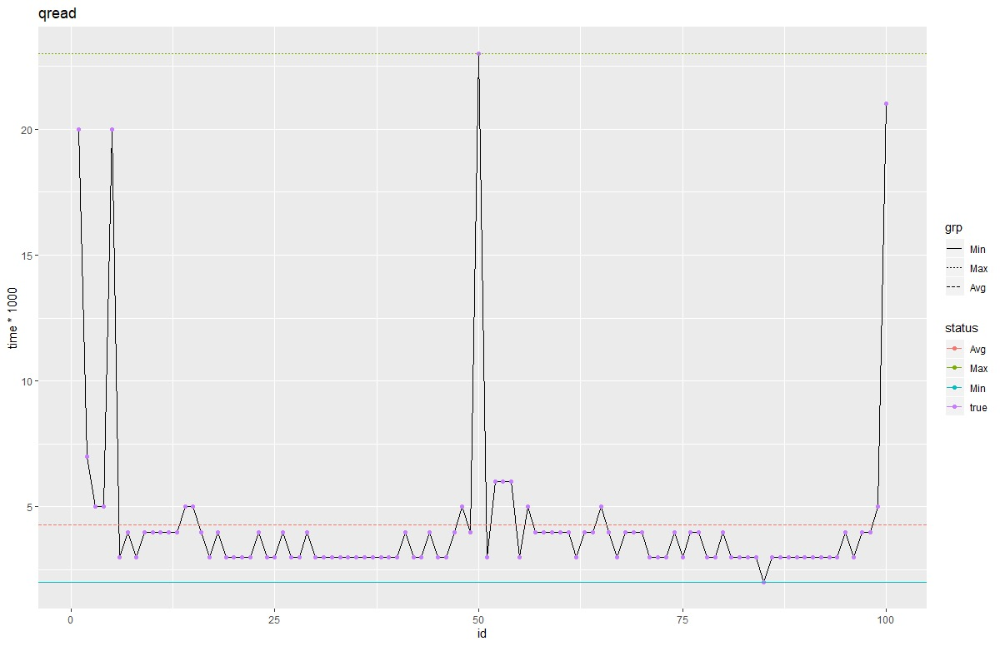 qread
20
15
10
5
time * 1000
0 25 50 75 100
id
grp
Min
Max
Avg
status
Avg
Max
Min
true